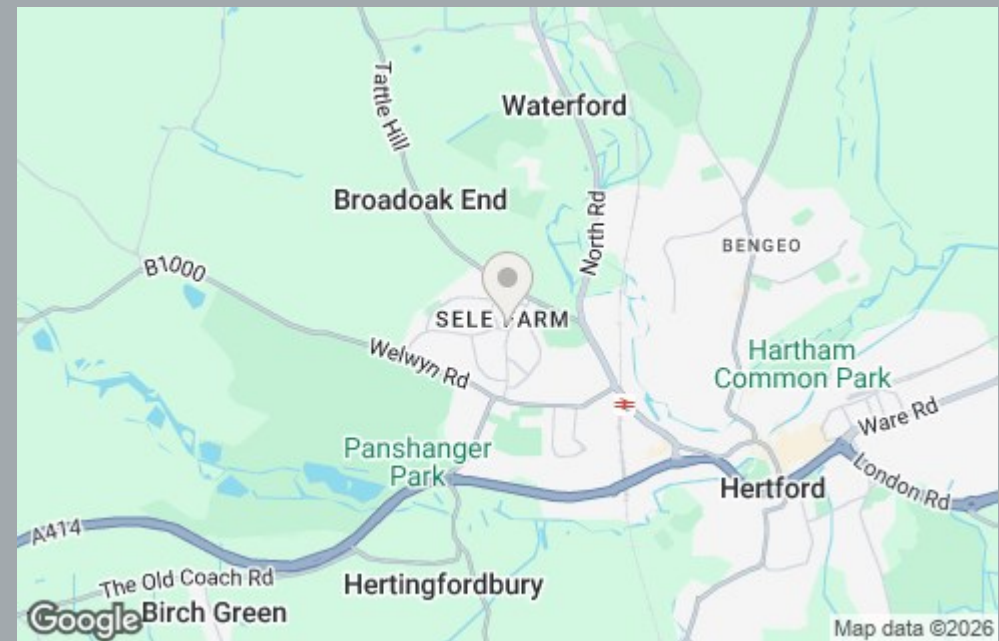 Tattle Hill
Waterford
Broadoak End
North Rd
BENGEO
B1000
SELE FARM
Welwyn Rd
Hartham
Common Park
Ware Rd
Panshanger
Park
London Rd
Hertford
A414
The Old Coach Rd
Hertingfordbury
Birch Green
Google
Map data ©2026